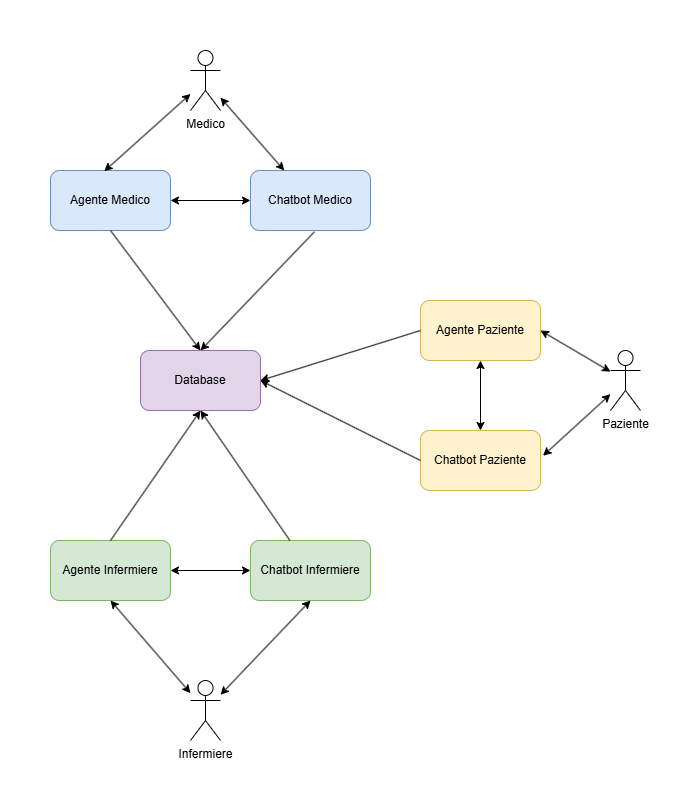 Medico
Agente Medico
Chatbot Medico
Agente Paziente
Database
Paziente
Chatbot Paziente
Agente Infermiere
Chatbot Infermiere
Infermiere